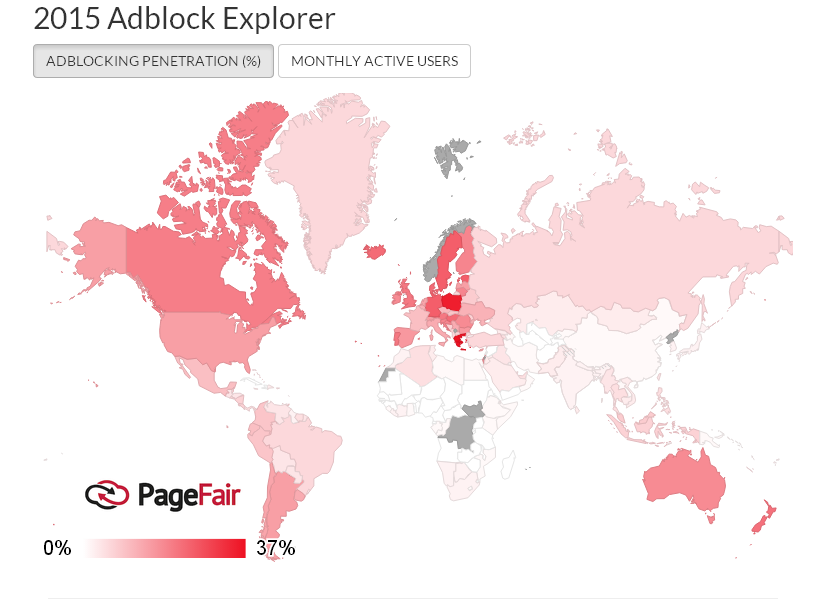 2015 Adblock Explorer
ADBLOCKING PENETRATION (%) MONTHLY ACTIVE USERS
PageFair
0% 37%